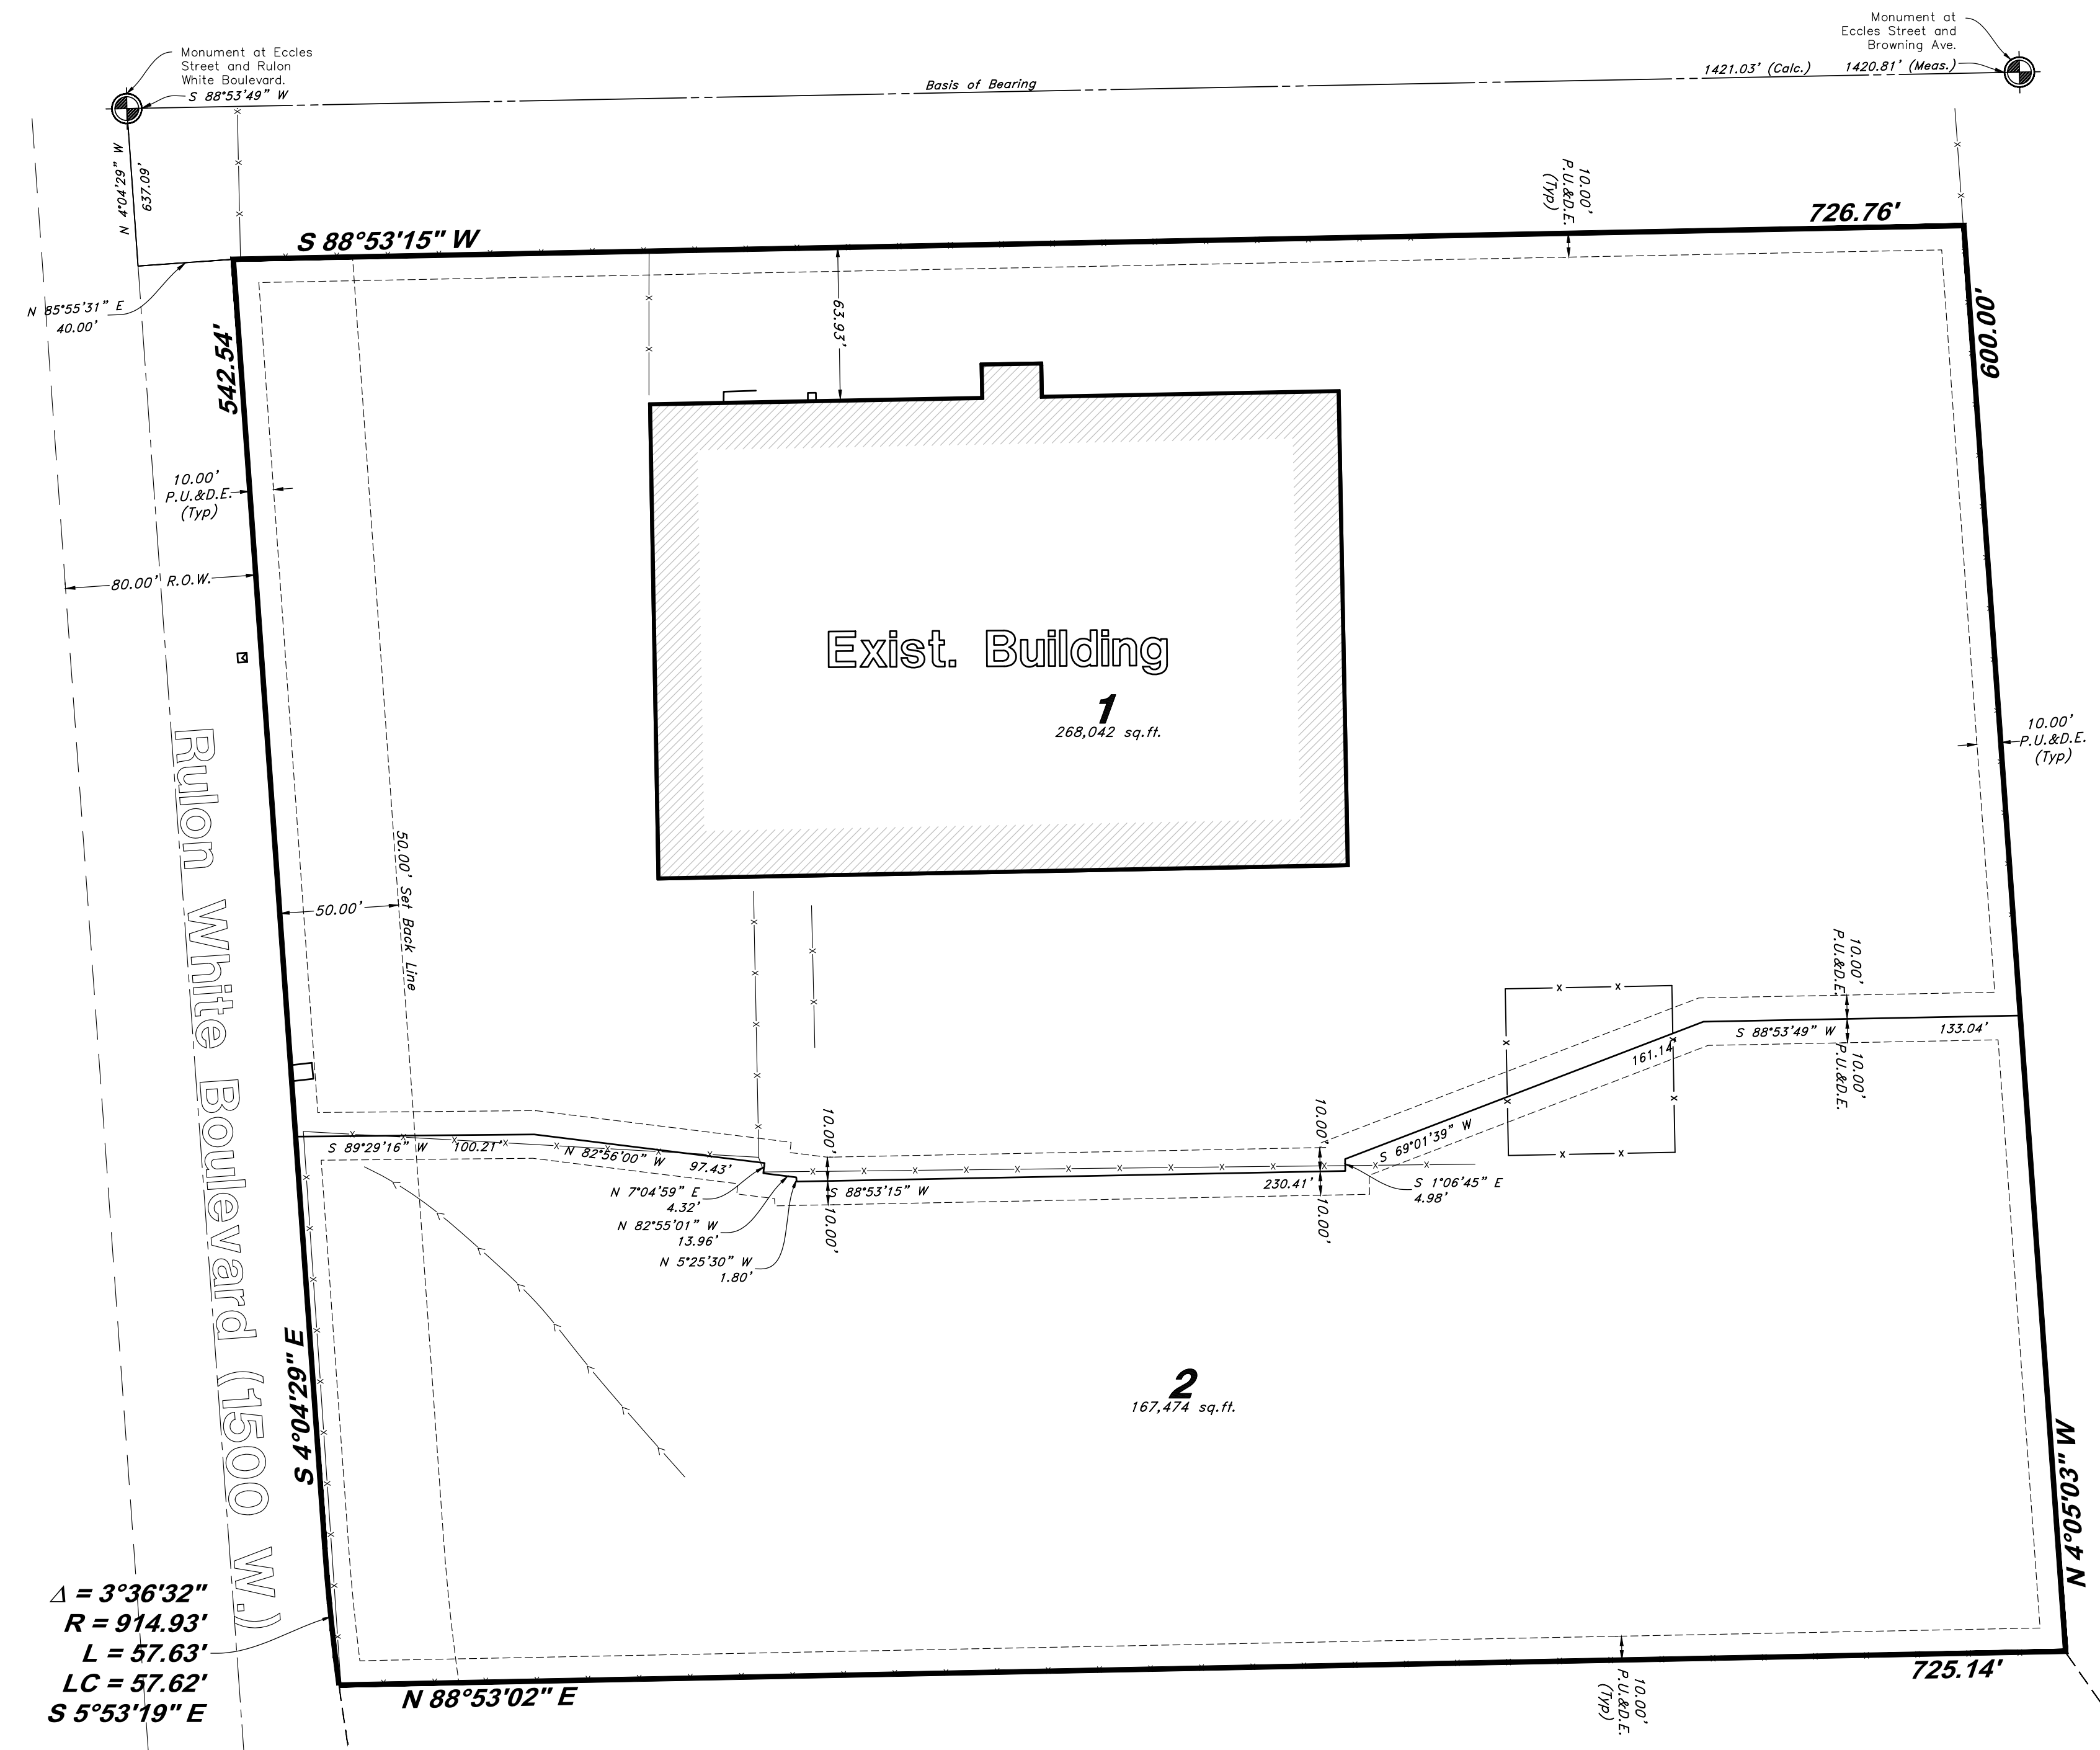 Monument at Eccles
Street and Rulon
White Boulevard.
S 88°53'49" W
Basis of Bearing
1421.03' (Calc.)
1420.81' (Meas.)
Monument at
Eccles Street and
Browning Ave.
N 4°04'29" W
637.09'
N 85°55'31" E
40.00'
S 88°53'15" W
726.76'
10.00'
P.U.&D.E.
(Typ)
542.54'
600.00'
63.93'
10.00'
P.U.&D.E.
(Typ)
80.00' R.O.W.
Exist. Building
1
268,042 sq.ft.
10.00'
P.U.&D.E.
(Typ)
Rulon White Boulevard (1500 W.)
50.00'
50.00' Set Back Line
10.00'
P.U.&D.E.
S 88°53'49" W
133.04'
10.00'
P.U.&D.E.
161.14'
S 69°01'39" W
S 89°29'16" W
100.21'
N 82°56'00" W
97.43'
10.00'
10.00'
N 7°04'59" E
4.32'
S 88°53'15" W
230.41'
S 1°06'45" E
4.98'
N 82°55'01" W
13.96'
10.00'
10.00'
N 5°25'30" W
1.80'
2
167,474 sq.ft.
S 4°04'29" E
N 4°05'03" W
Δ = 3°36'32"
R = 914.93'
L = 57.63'
LC = 57.62'
S 5°53'19" E
N 88°53'02" E
725.14'
10.00'
P.U.&D.E.
(Typ)